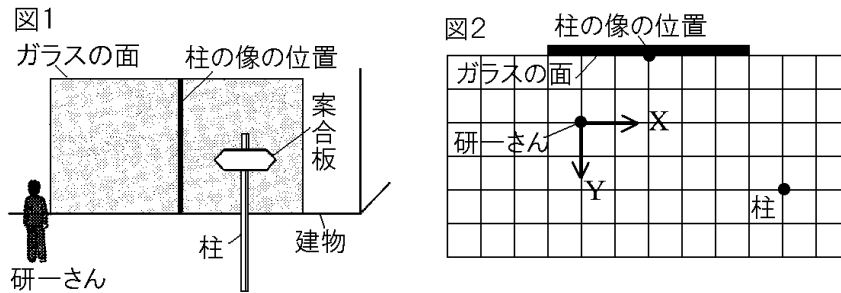 図1
ガラスの面
柱の像の位置
案合板
研一さん
柱
建物
図2
柱の像の位置
ガラスの面
研一さん
X
Y
柱